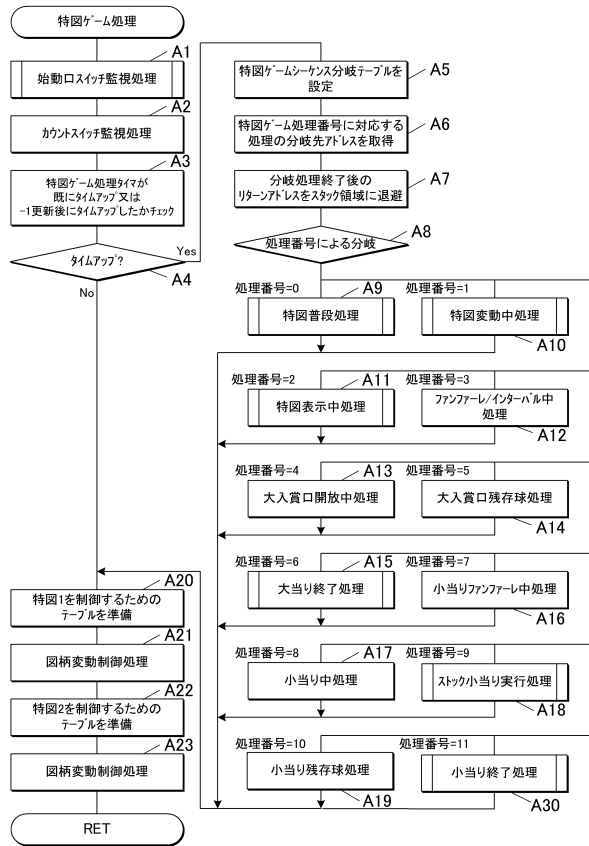 特図ゲーム処理
A1
始動口スイッチ監視処理
A2
カウントスイッチ監視処理
A3
特図ゲーム処理タイマが
既にタイムアップ又は
-1更新後にタイムアップしたかチェック
タイムアップ?
Yes
A4
No
A5
特図ゲームシーケンス分岐テーブルを
設定
A6
特図ゲーム処理番号に対応する
処理の分岐先アドレスを取得
A7
分岐処理終了後の
リターンアドレスをスタック領域に退避
A8
処理番号による分岐
処理番号=0
A9
特図普段処理
処理番号=1
特図変動中処理
A10
処理番号=2
A11
特図表示中処理
処理番号=3
ファンファーレ/インターバル中
処理
A12
処理番号=4
A13
大入賞口開放中処理
処理番号=5
大入賞口残存球処理
A14
処理番号=6
A15
大当り終了処理
処理番号=7
小当りファンファーレ中処理
A16
処理番号=8
A17
小当り中処理
処理番号=9
ストック小当り実行処理
A18
処理番号=10
小当り残存球処理
A19
処理番号=11
小当り終了処理
A30
A20
特図1を制御するための
テーブルを準備
A21
図柄変動制御処理
A22
特図2を制御するための
テーブルを準備
A23
図柄変動制御処理
RET